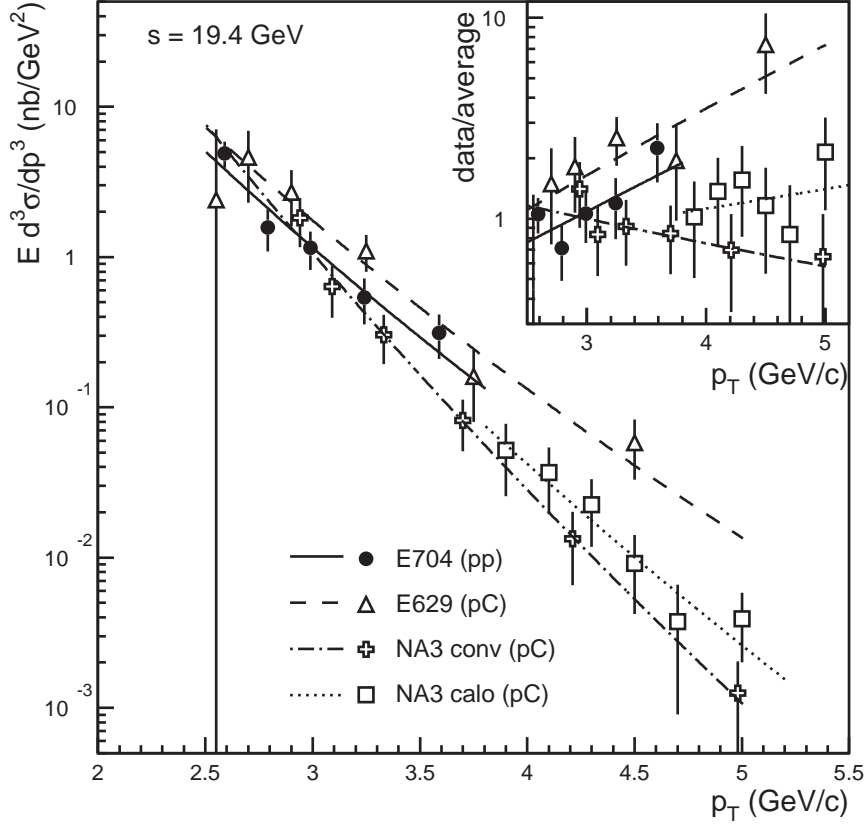 E d³σ/dp³ (nb/GeV²)
s = 19.4 GeV
10
1
10⁻¹
10⁻²
10⁻³
2
2.5
3
3.5
4
4.5
5
5.5
p_T (GeV/c)
E704 (pp)
E629 (pC)
NA3 conv (pC)
NA3 calo (pC)
data/average
10
1
3
4
5
p_T (GeV/c)